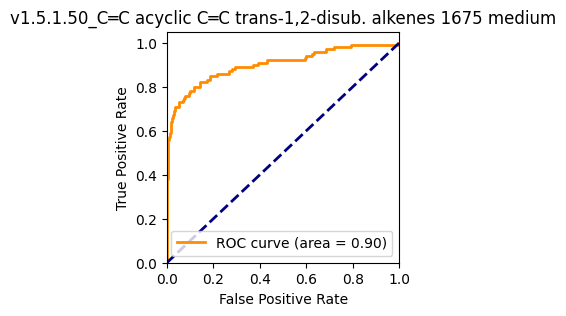 v1.5.1.50_C═C acyclic C═C trans-1,2-disub. alkenes 1675 medium
1.0
0.8
0.6
0.4
0.2
0.0
True Positive Rate
ROC curve (area = 0.90)
0.0 0.2 0.4 0.6 0.8 1.0
False Positive Rate